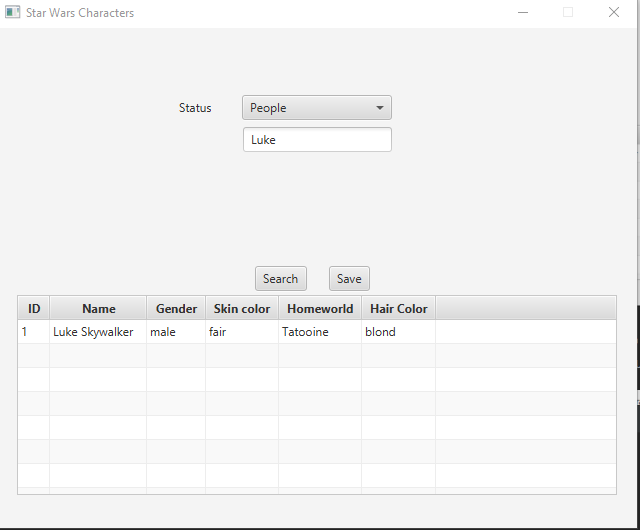 Star Wars Characters
Status People
Luke
Search Save
ID Name Gender Skin color Homeworld Hair Color
1 Luke Skywalker male fair Tatooine blond